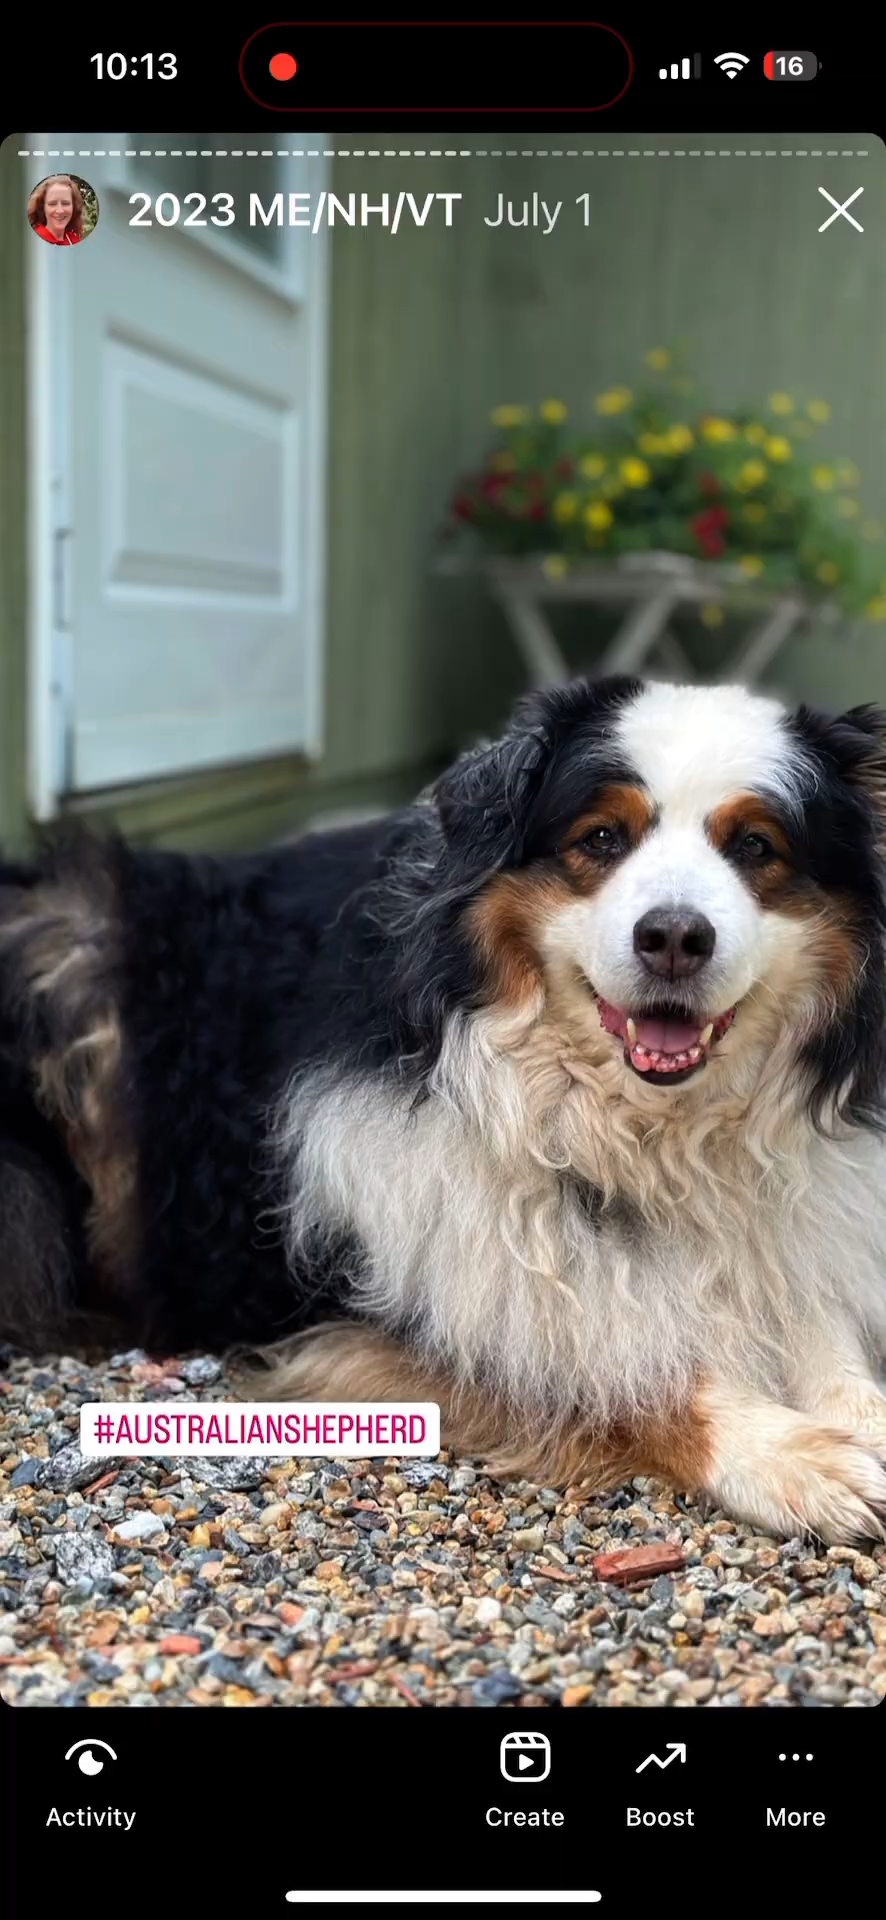 10:13
16
2023 ME/NH/VT July 1
#AUSTRALIANSHEPHERD
Activity
Create
Boost
More